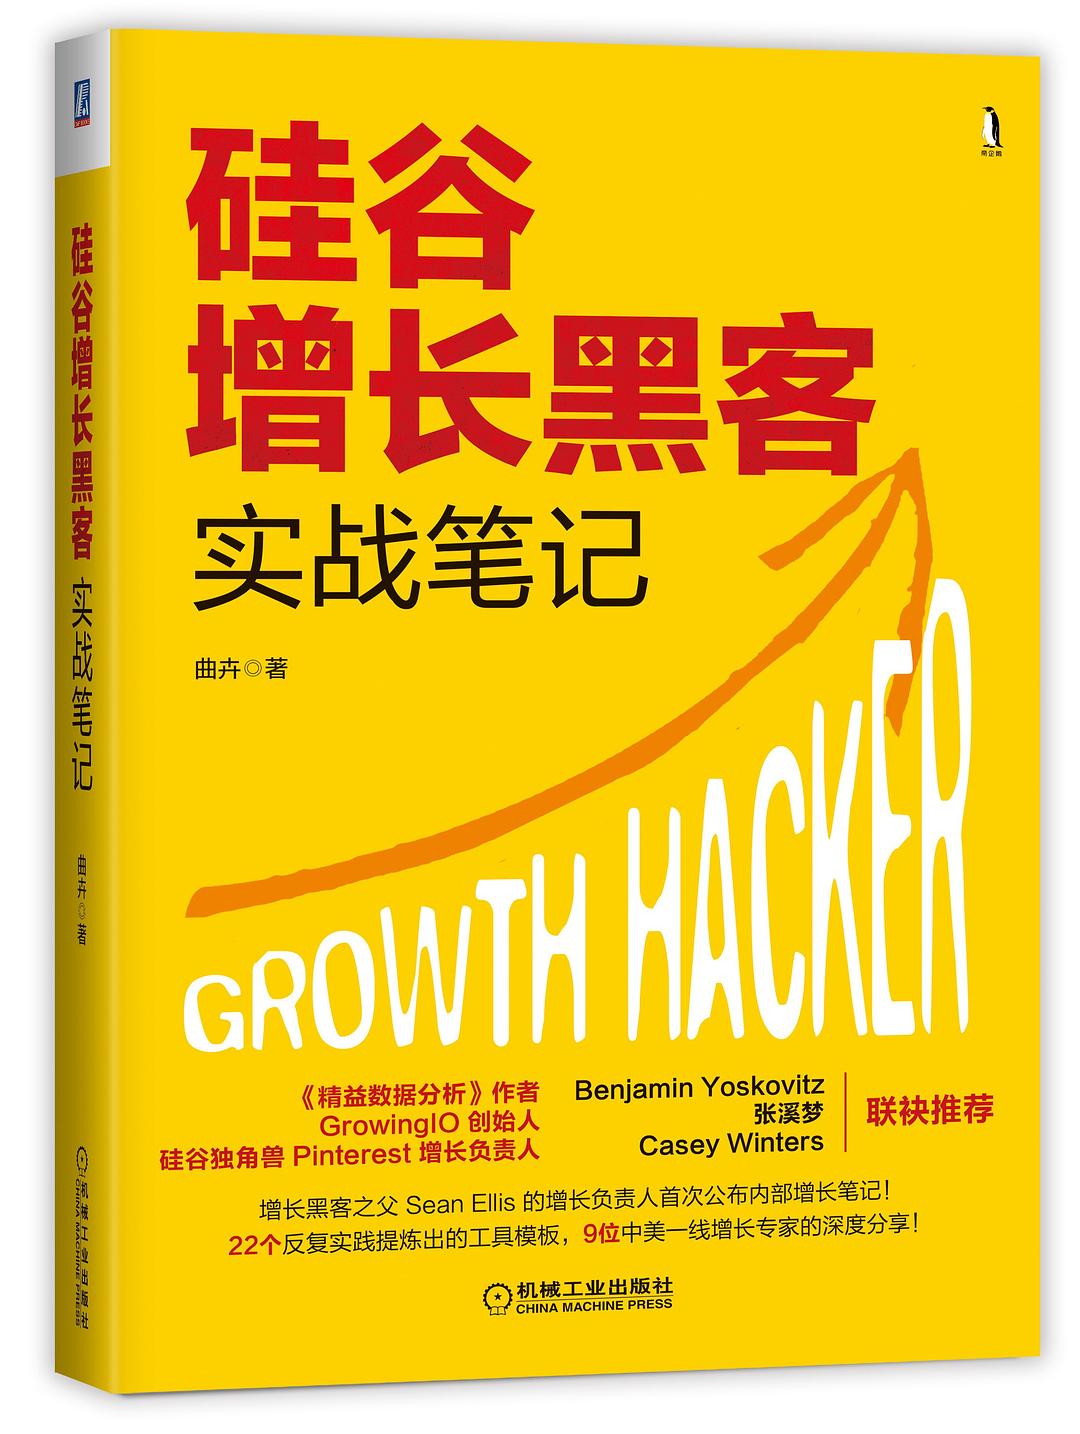 硅谷
增长黑客
实战笔记
曲卉◎著
GROWTH HACKER
《精益数据分析》作者 Benjamin Yoskovitz
GrowingIO 创始人 张溪梦
硅谷独角兽 Pinterest 增长负责人 Casey Winters
联袂推荐
增长黑客之父 Sean Ellis 的增长负责人首次公布内部增长笔记！
22个反复实践提炼出的工具模板，9位中美一线增长专家的深度分享！
机械工业出版社
CHINA MACHINE PRESS
硅谷增长黑客 实战笔记
曲卉◎著
机械工业出版社
CHINA MACHINE PRESS